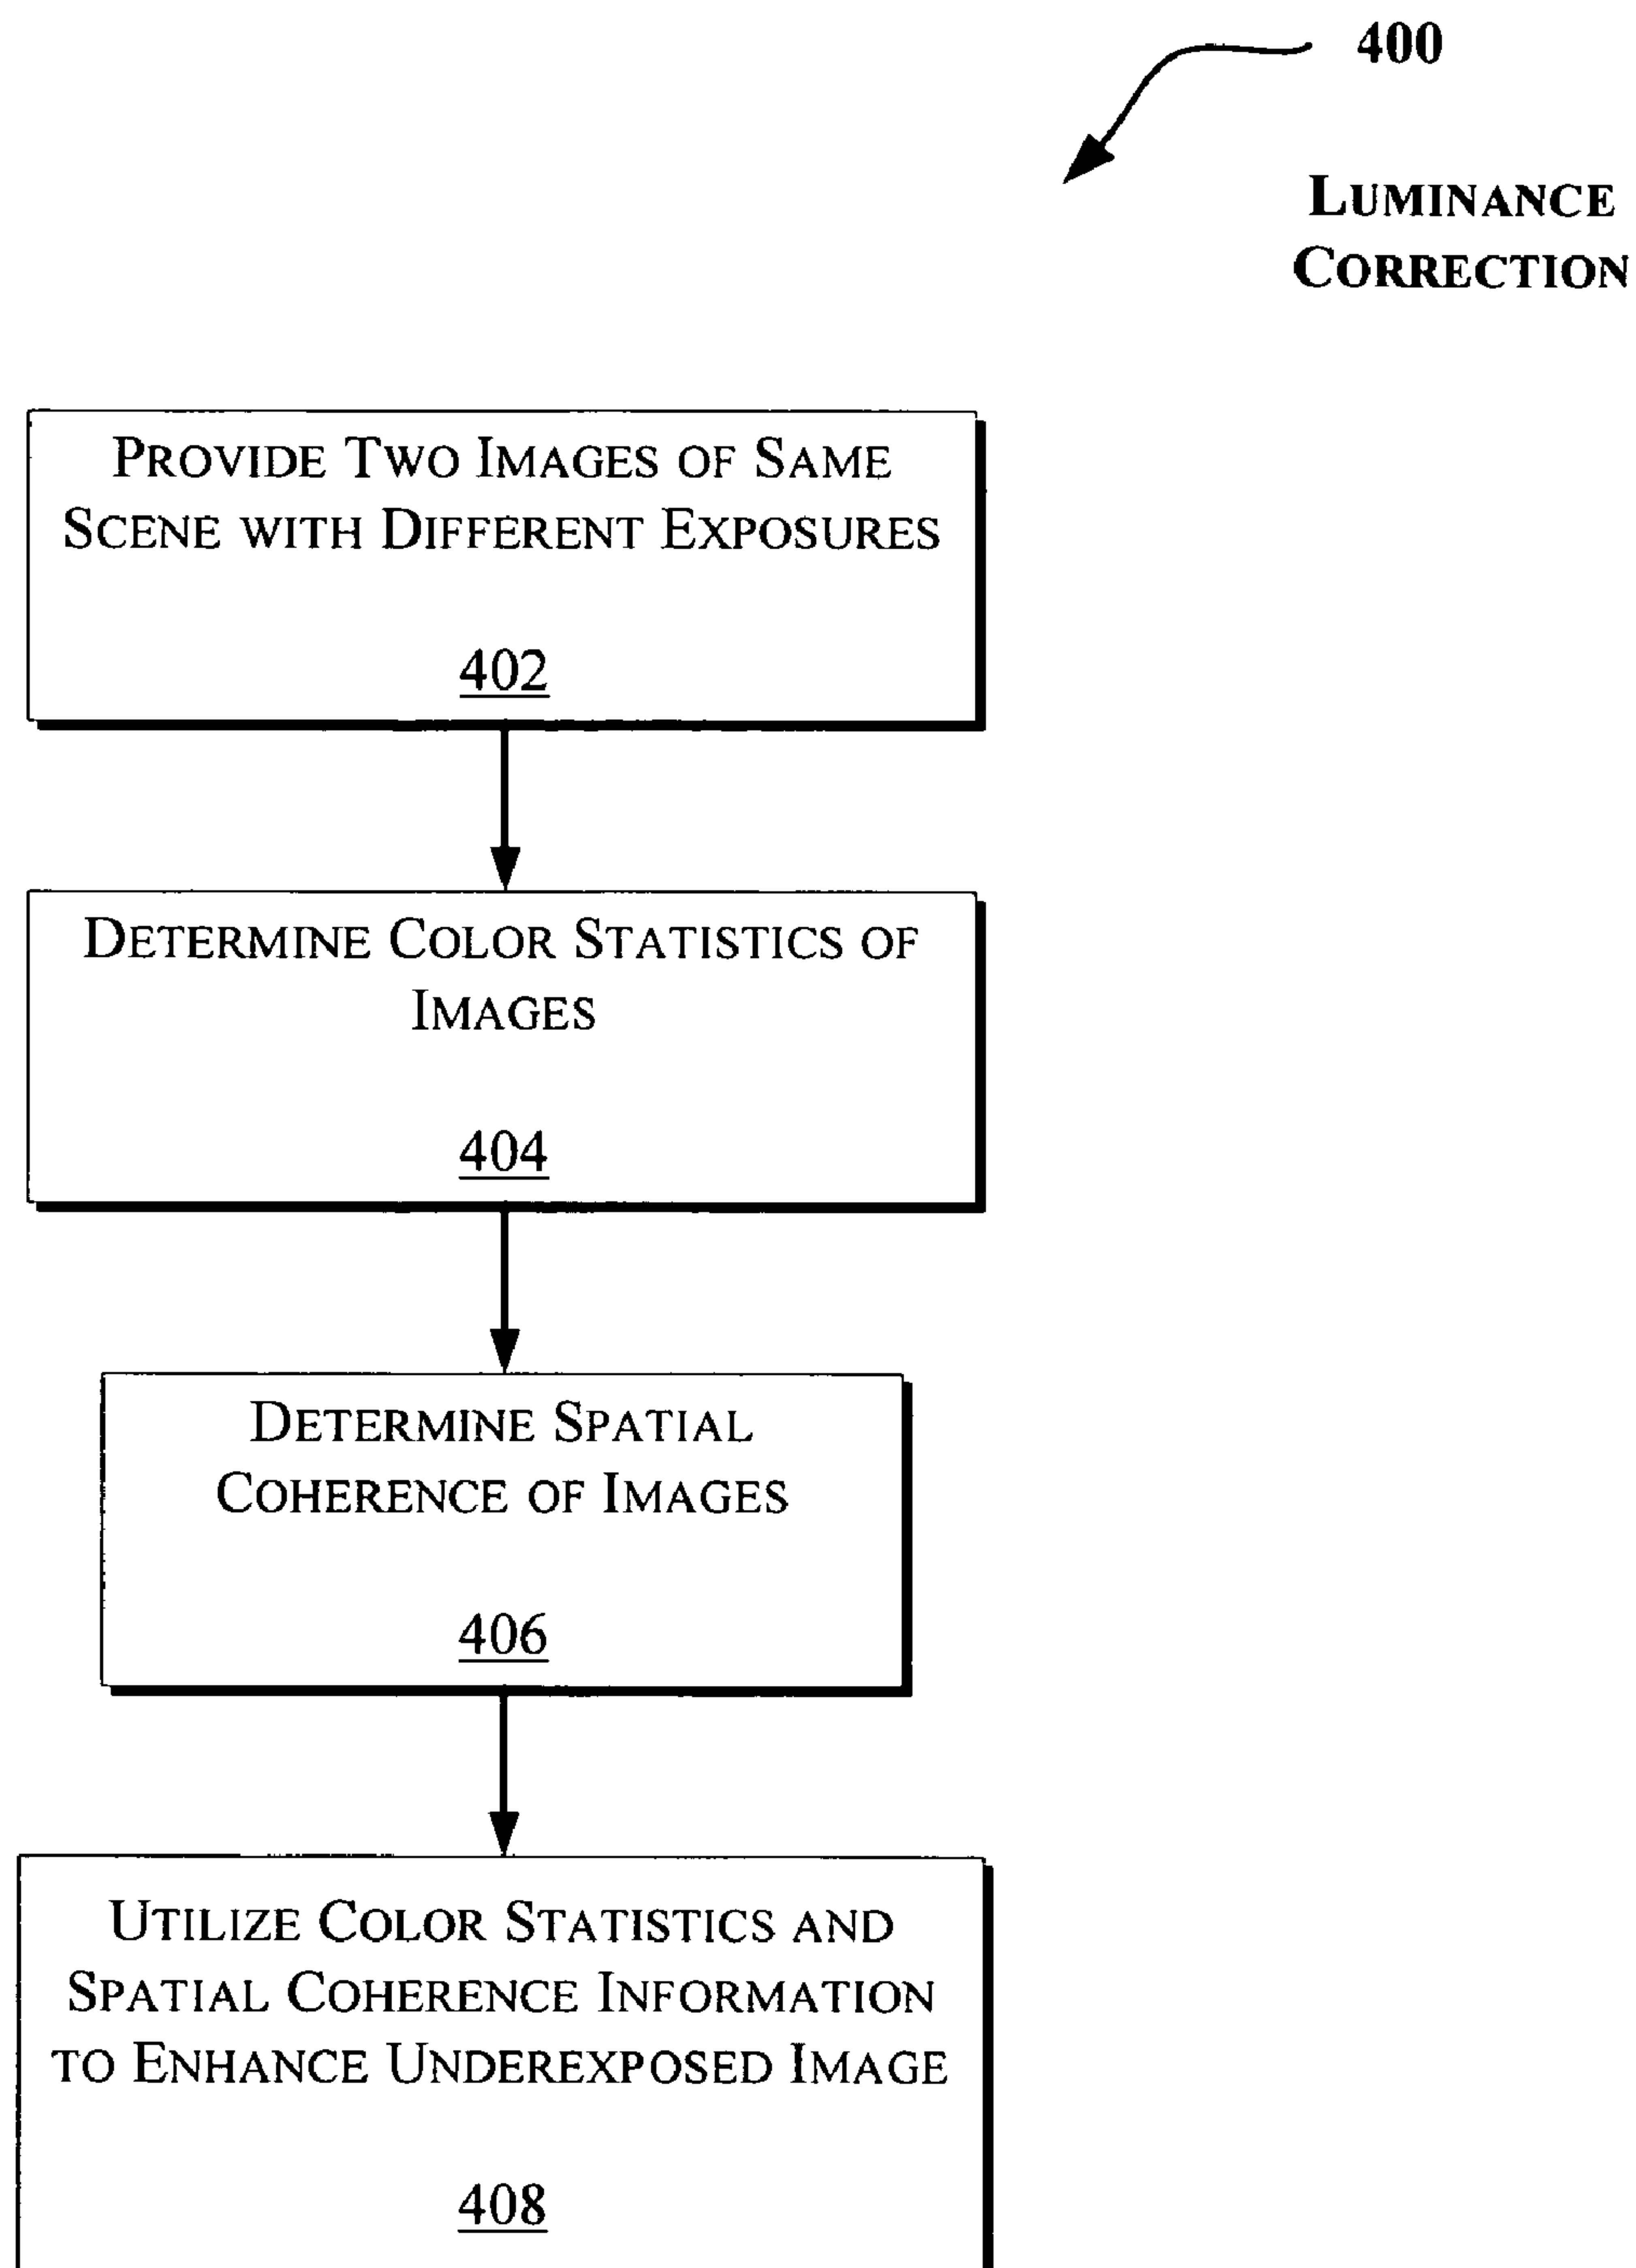 400
LUMINANCE
CORRECTION
PROVIDE TWO IMAGES OF SAME
SCENE WITH DIFFERENT EXPOSURES
402
DETERMINE COLOR STATISTICS OF
IMAGES
404
DETERMINE SPATIAL
COHERENCE OF IMAGES
406
UTILIZE COLOR STATISTICS AND
SPATIAL COHERENCE INFORMATION
TO ENHANCE UNDEREXPOSED IMAGE
408